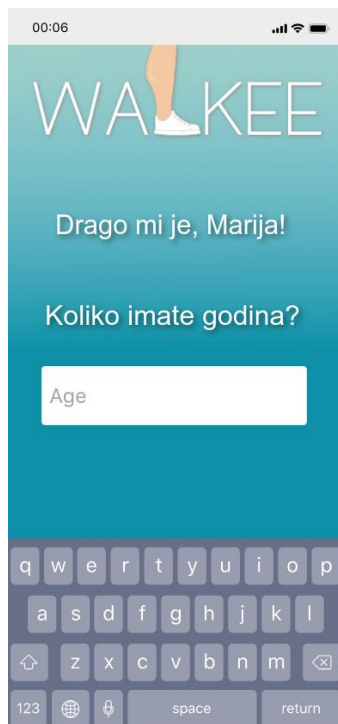 00:06
WALKEE
Drago mi je, Marija!
Koliko imate godina?
Age
q w e r t y u i o p
a s d f g h j k l
z x c v b n m
123 space return